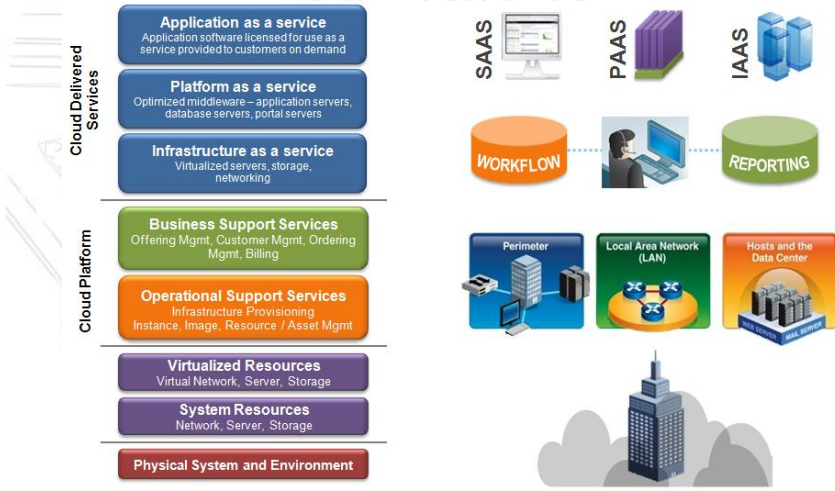 Cloud Delivered
Services
Application as a service
Application software licensed for use as a
service provided to customers on demand
Platform as a service
Optimized middleware – application servers,
database servers, portal servers
Infrastructure as a service
Virtualized servers, storage,
networking
Cloud Platform
Business Support Services
Offering Mgmt, Customer Mgmt, Ordering
Mgmt, Billing
Operational Support Services
Infrastructure Provisioning
Instance, Image, Resource / Asset Mgmt
Virtualized Resources
Virtual Network, Server, Storage
System Resources
Network, Server, Storage
Physical System and Environment
SAAS
PAAS
IAAS
WORKFLOW
REPORTING
Perimeter
Local Area Network
(LAN)
Hosts and the
Data Center
WEB SERVER
MAIL SERVER